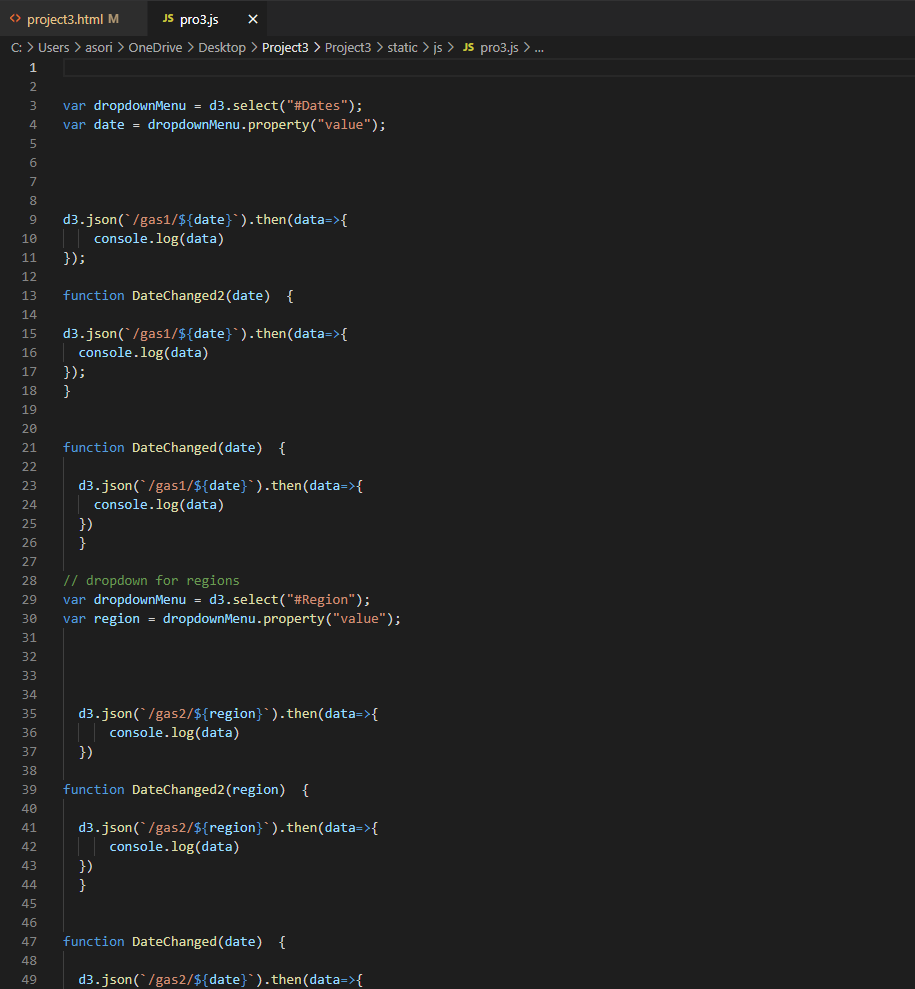 project3.html M JS pro3.js ×
C: > Users > asori > OneDrive > Desktop > Project3 > Project3 > static > js > JS pro3.js > ...
1
2
3 var dropdownMenu = d3.select("#Dates");
4 var date = dropdownMenu.property("value");
5
6
7
8
9 d3.json(`/gas1/${date}`).then(data=>{
10 console.log(data)
11 });
12
13 function DateChanged2(date)  {
14
15 d3.json(`/gas1/${date}`).then(data=>{
16 console.log(data)
17 });
18 }
19
20
21 function DateChanged(date)  {
22
23 d3.json(`/gas1/${date}`).then(data=>{
24 console.log(data)
25 })
26 }
27
28 // dropdown for regions
29 var dropdownMenu = d3.select("#Region");
30 var region = dropdownMenu.property("value");
31
32
33
34
35 d3.json(`/gas2/${region}`).then(data=>{
36 console.log(data)
37 })
38
39 function DateChanged2(region)  {
40
41 d3.json(`/gas2/${region}`).then(data=>{
42 console.log(data)
43 })
44 }
45
46
47 function DateChanged(date)  {
48
49 d3.json(`/gas2/${date}`).then(data=>{